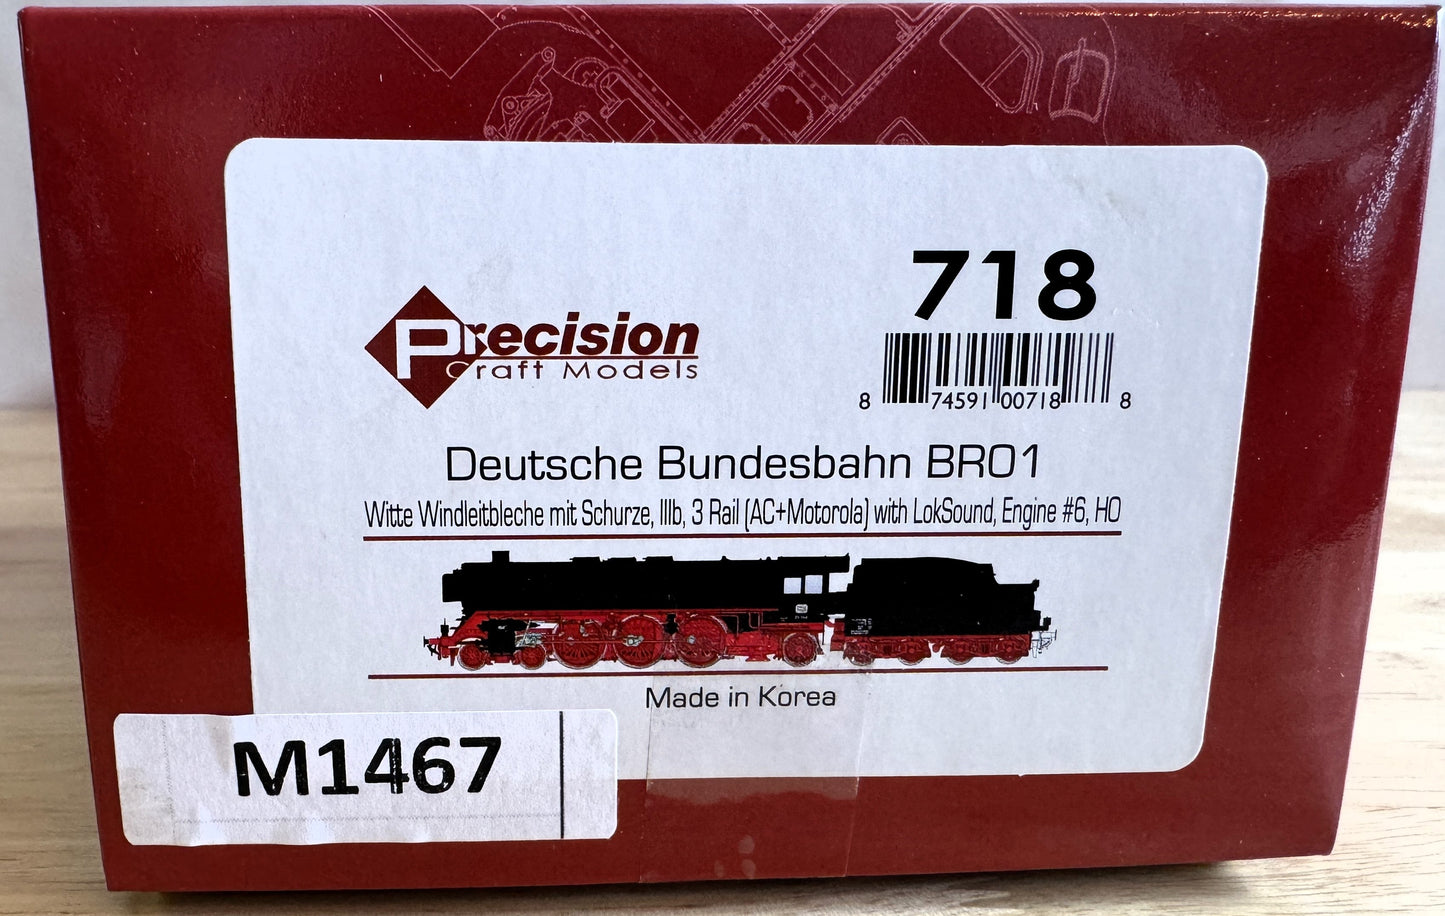 718
Precision
Craft Models
8 74591 00718 8
Deutsche Bundesbahn BR01
Witte Windleitbleche mit Schurze, IIIb, 3 Rail (AC+Motorola) with LokSound, Engine #6, HO
Made in Korea
M1467